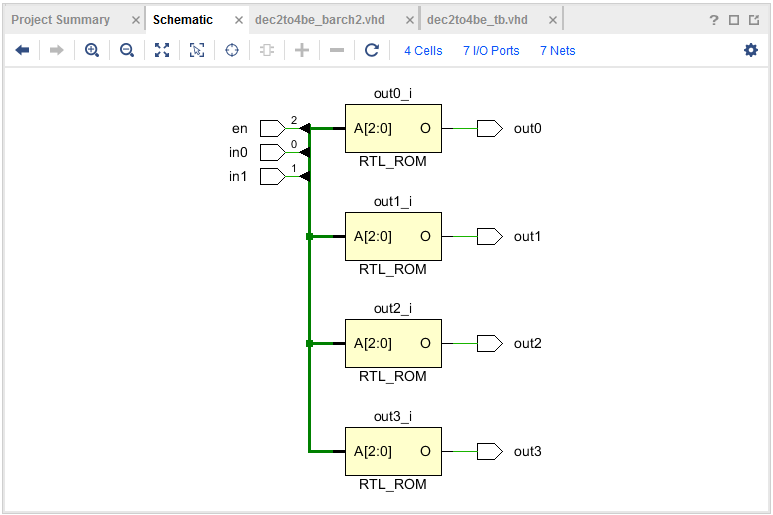 Project Summary × Schematic × dec2to4be_barch2.vhd × dec2to4be_tb.vhd × ?
4 Cells 7 I/O Ports 7 Nets
out0_i
en 2 A[2:0] O out0
in0 0
RTL_ROM
in1 1
out1_i
A[2:0] O out1
RTL_ROM
out2_i
A[2:0] O out2
RTL_ROM
out3_i
A[2:0] O out3
RTL_ROM